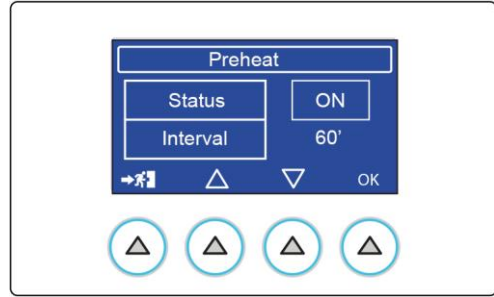 Preheat
Status ON
Interval 60’
OK